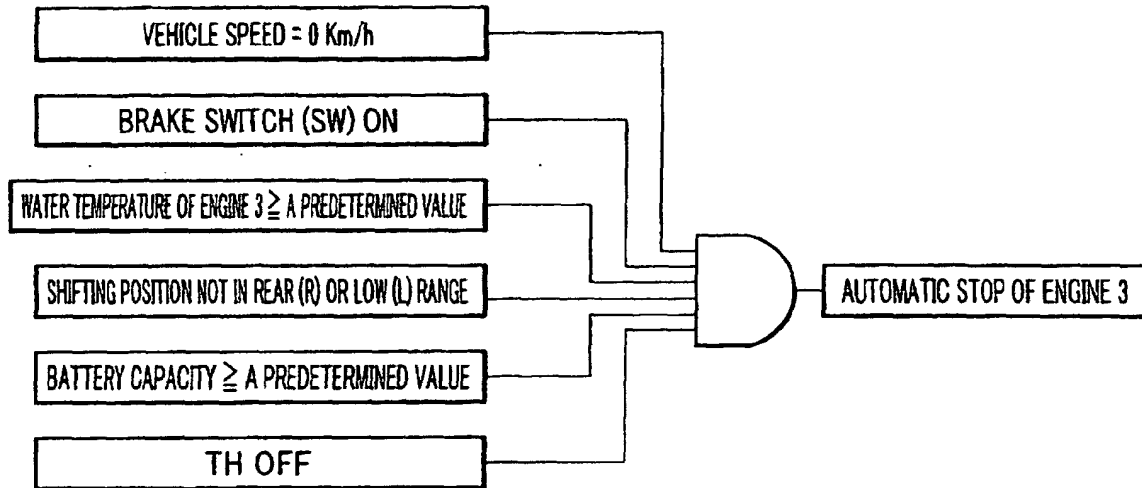 VEHICLE SPEED = 0 Km/h
BRAKE SWITCH (SW) ON
WATER TEMPERATURE OF ENGINE 3 ≧ A PREDETERMINED VALUE
SHIFTING POSITION NOT IN REAR (R) OR LOW (L) RANGE
BATTERY CAPACITY ≧ A PREDETERMINED VALUE
TH OFF
AUTOMATIC STOP OF ENGINE 3